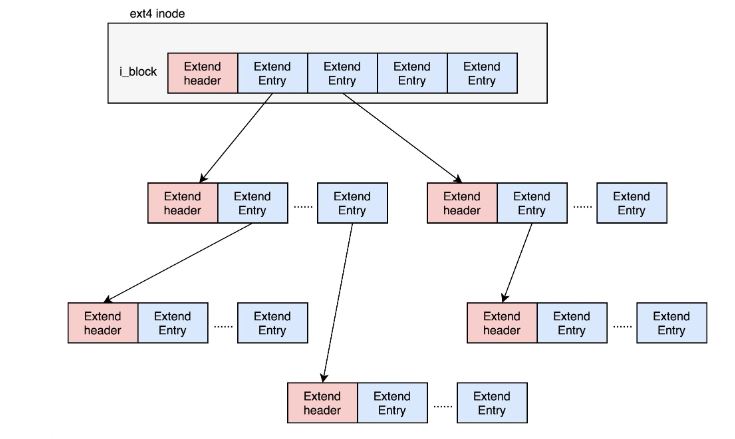 ext4 inode
i_block
Extend
header
Extend
Entry
Extend
Entry
Extend
Entry
Extend
Entry
Extend
header
Extend
Entry
......
Extend
Entry
Extend
header
Extend
Entry
......
Extend
Entry
Extend
header
Extend
Entry
......
Extend
Entry
Extend
header
Extend
Entry
......
Extend
Entry
Extend
header
Extend
Entry
......
Extend
Entry